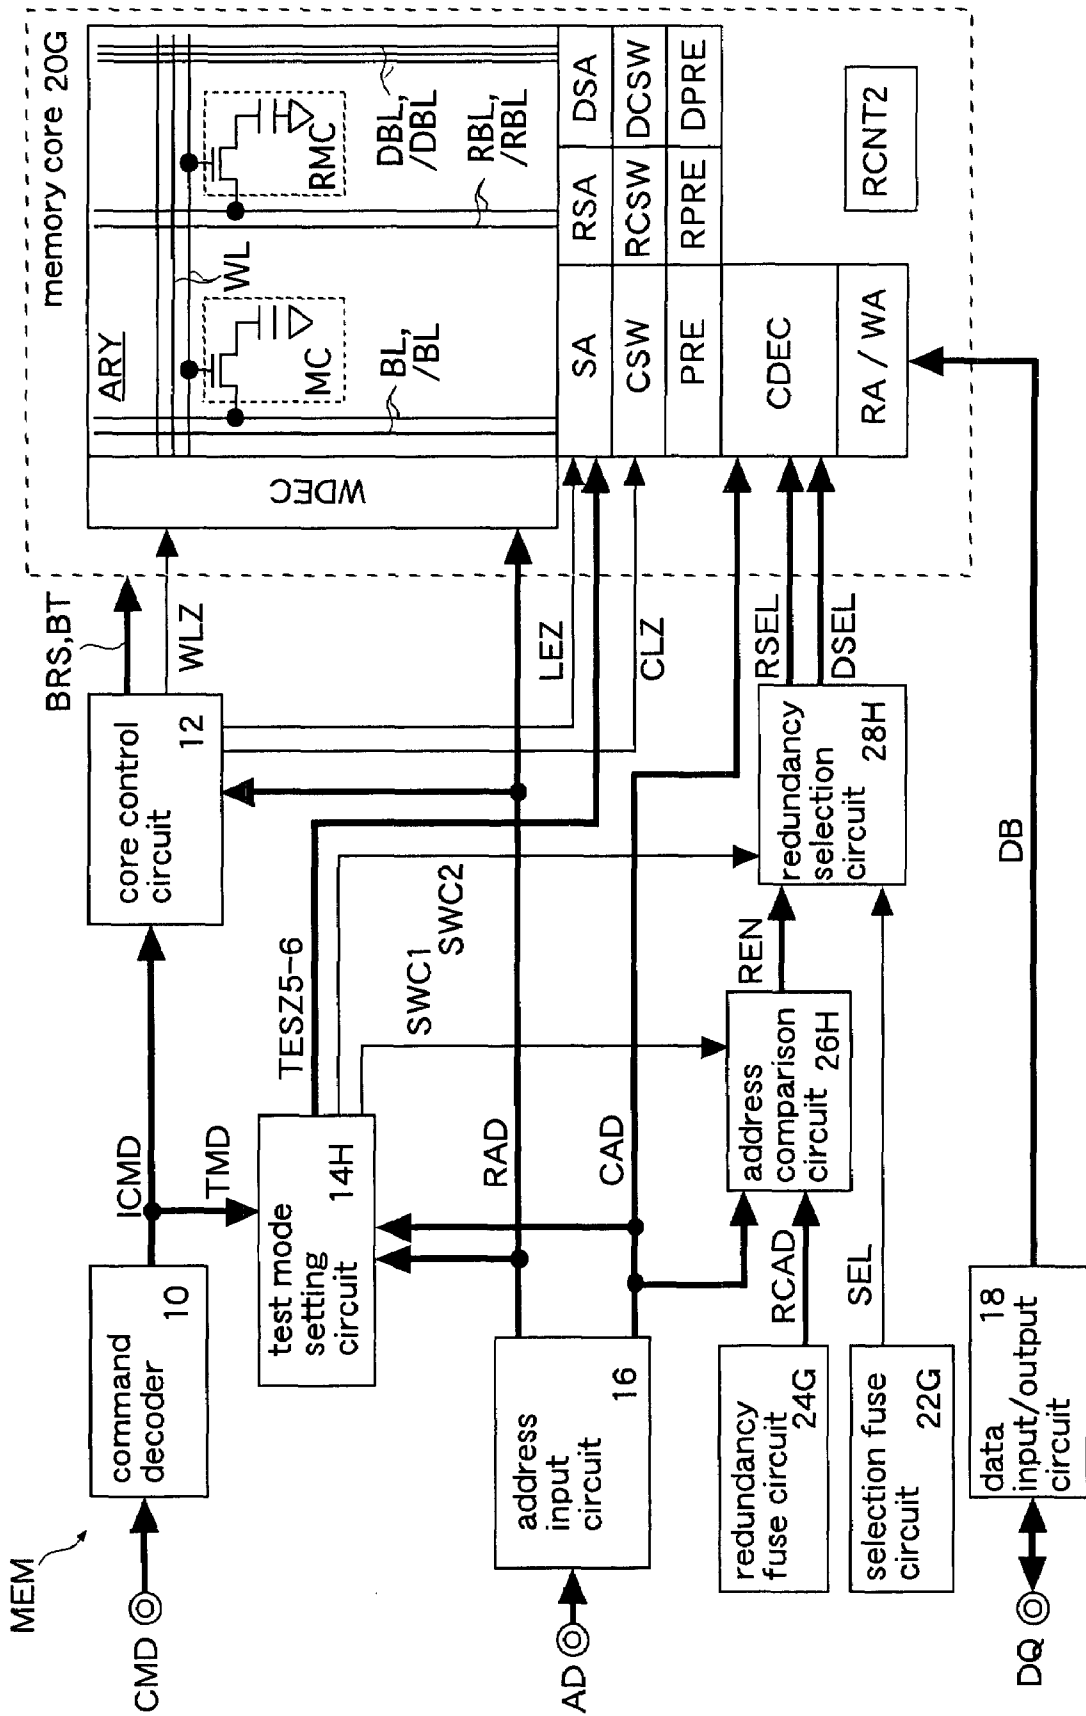 MEM
CMD
command
decoder
10
ICMD
TMD
core control
circuit
12
BRS,BT
WLZ
LEZ
CLZ
test mode
setting
circuit
14H
TESZ5-6
SWC1
SWC2
AD
address
input
circuit
16
RAD
CAD
redundancy
fuse circuit
24G
RCAD
selection fuse
circuit
22G
SEL
address
comparison
circuit 26H
REN
redundancy
selection
circuit
28H
RSEL
DSEL
DQ
data
input/output
circuit
18
DB
memory core 20G
ARY
WDEC
WL
MC
RMC
BL,
/BL
DBL,
/DBL
RBL,
/RBL
SA
RSA
DSA
CSW
RCSW
DCSW
PRE
RPRE
DPRE
CDEC
RA / WA
RCNT2